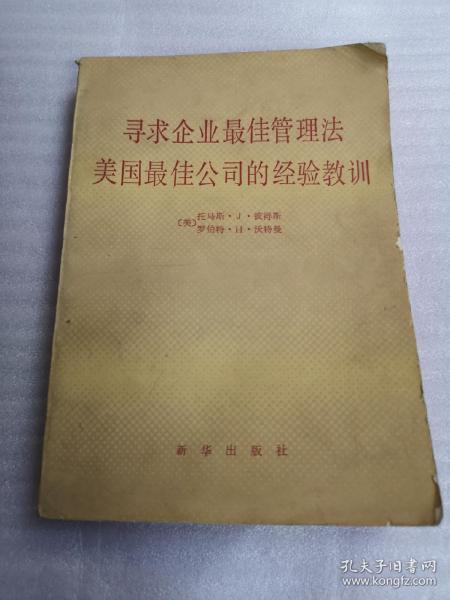 寻求企业最佳管理法
美国最佳公司的经验教训
〔美〕托马斯·J·彼得斯
罗伯特·H·沃特曼
新华出版社
孔夫子旧书网
www.kongfz.com